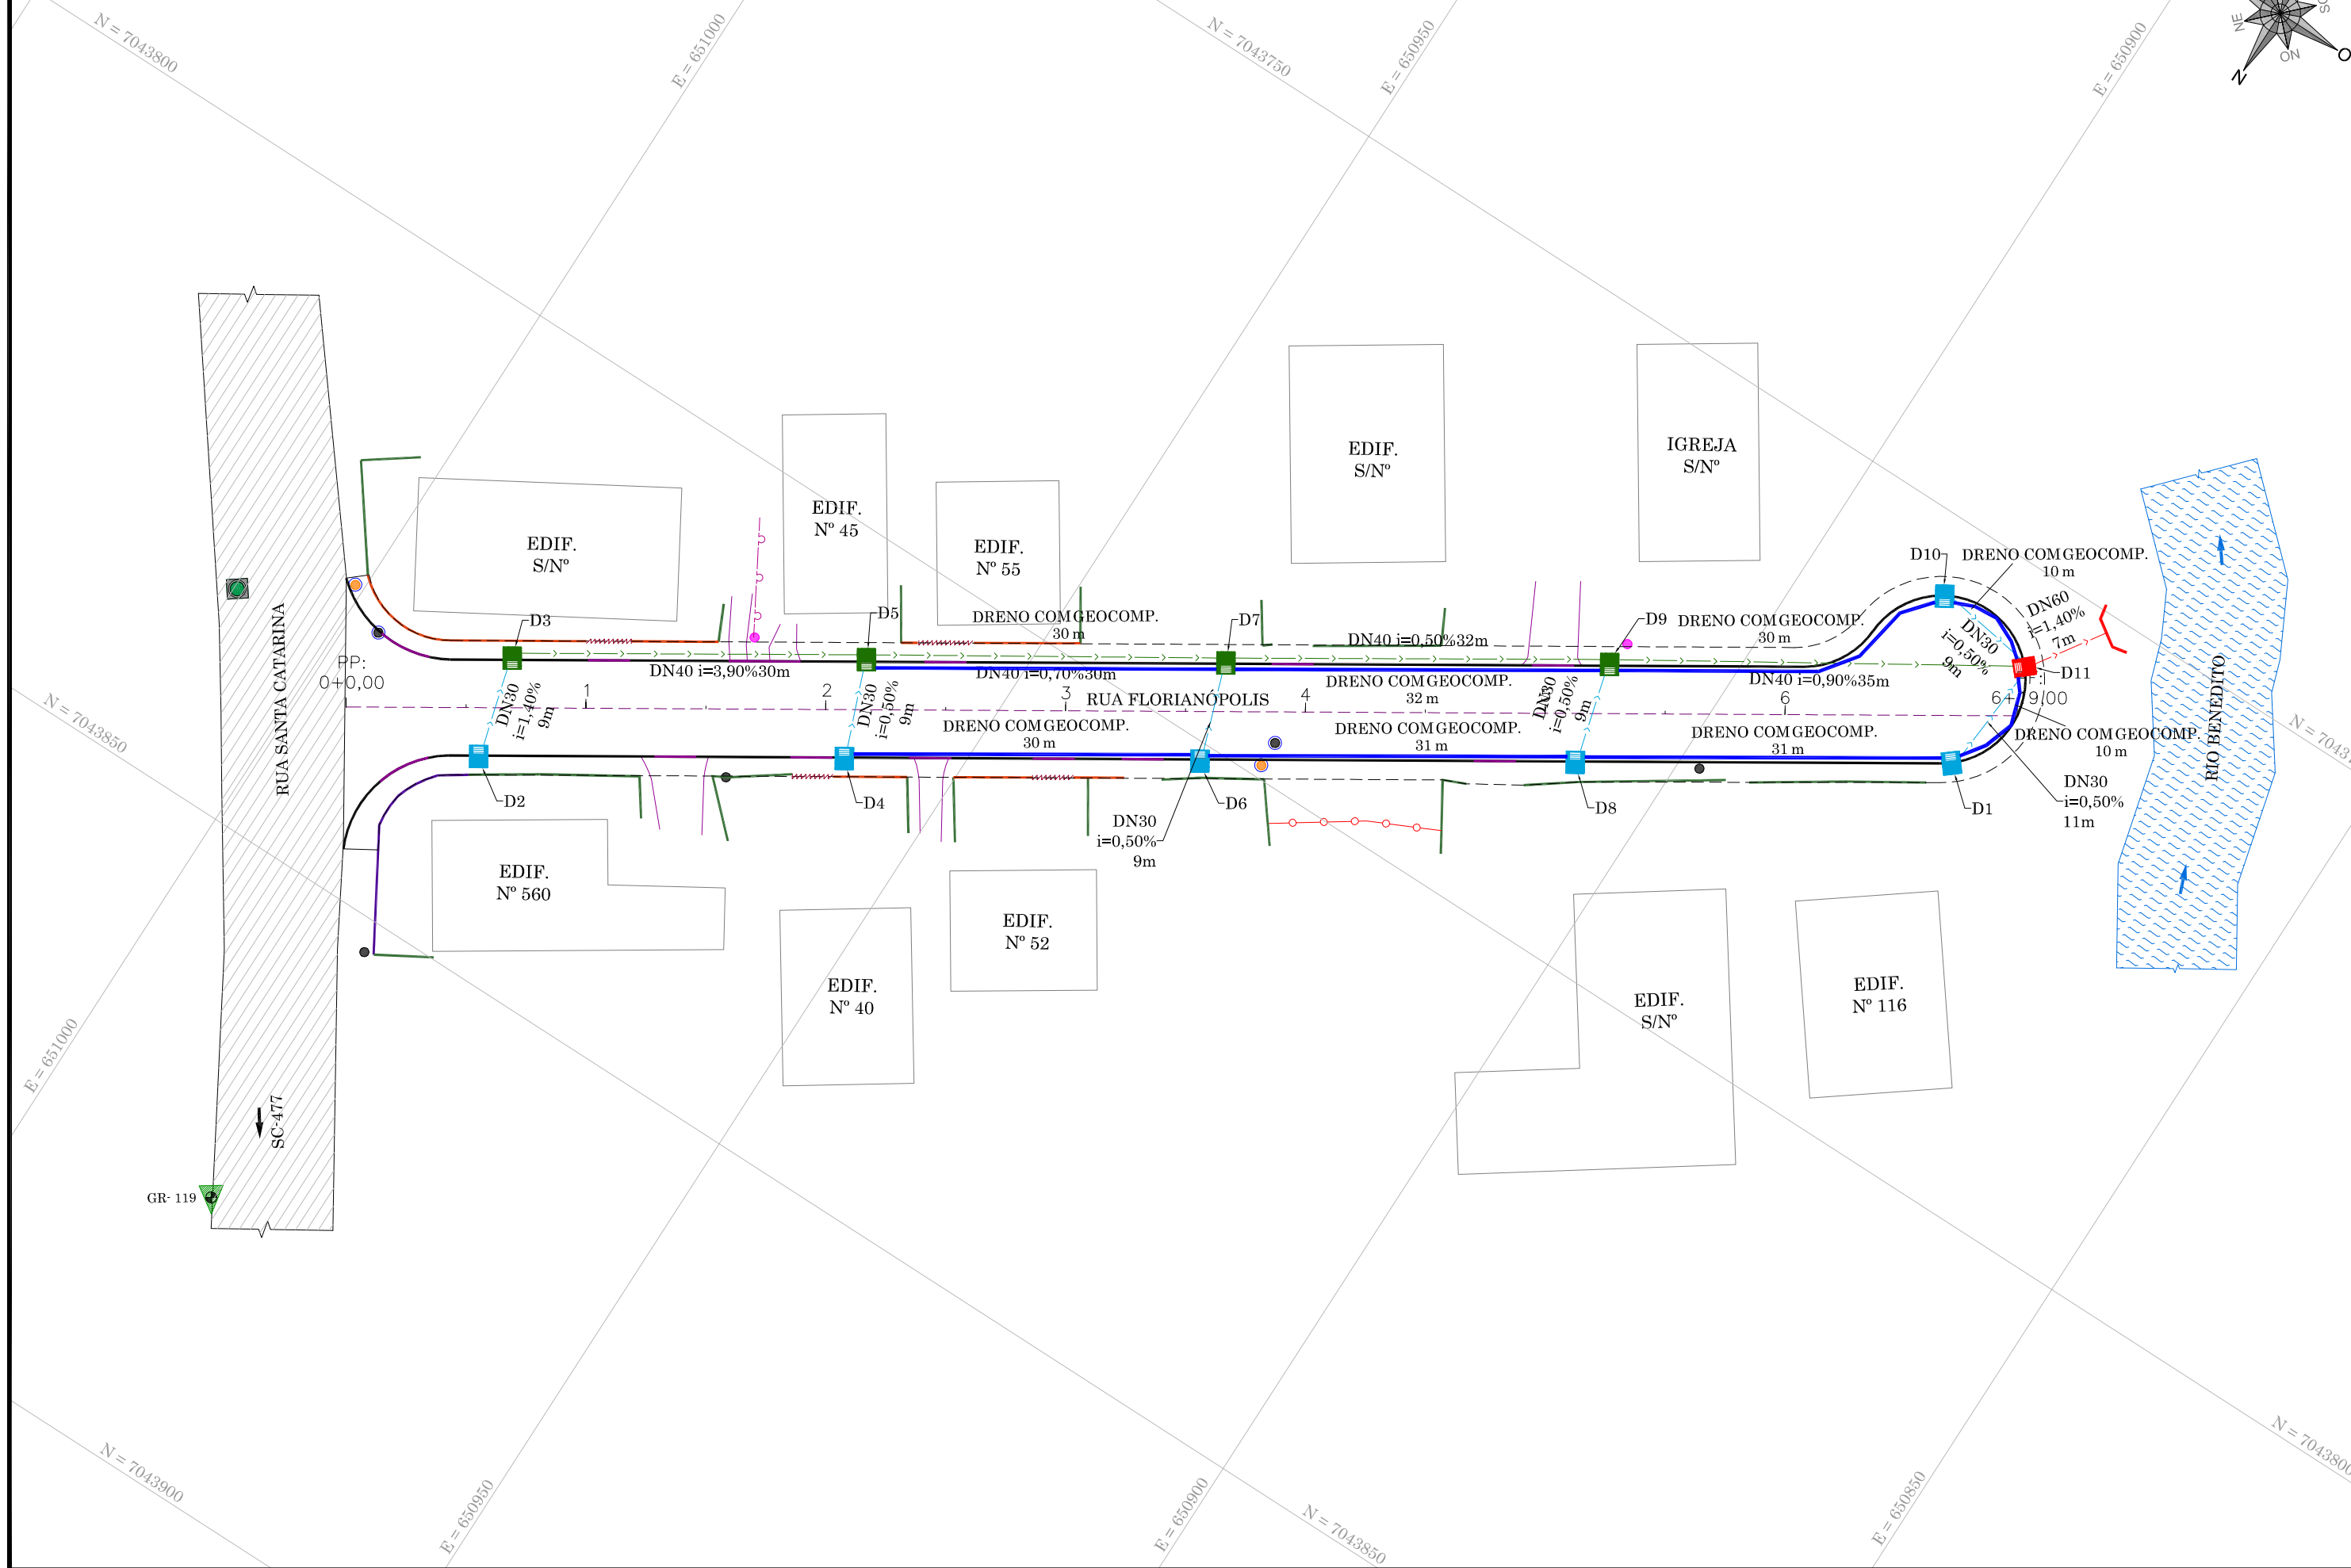 N = 7043800
E = 651000
N = 7043750
E = 650950
E = 650900
NE
N
NO
O
SO
EDIF.
S/Nº
IGREJA
S/Nº
EDIF.
Nº 45
EDIF.
S/Nº
EDIF.
Nº 55
D10
DRENO COM GEOCOMP.
10 m
DN60
i=1,40%
7m
D3
D5
DRENO COM GEOCOMP.
30 m
D7
DN40 i=0,50%32m
D9
DRENO COM GEOCOMP.
30 m
DN30
i=0,50%
9m
PP:
0+0,00
DN40 i=3,90%30m
DN40 i=0,70%30m
DRENO COM GEOCOMP.
32 m
DN40 i=0,90%35m
D11
1
2
3
RUA FLORIANÓPOLIS
4
6
6+19,00
RUA SANTA CATARINA
DN30
i=1,40%
9m
DN30
i=0,50%
9m
DN30
i=0,50%
9m
DRENO COM GEOCOMP.
30 m
DRENO COM GEOCOMP.
31 m
DRENO COM GEOCOMP.
31 m
DRENO COM GEOCOMP.
10 m
RIO BENEDITO
N = 7043850
D2
D4
D6
D8
D1
DN30
i=0,50%
9m
DN30
i=0,50%
11m
EDIF.
Nº 560
EDIF.
Nº 52
EDIF.
Nº 40
EDIF.
S/Nº
EDIF.
Nº 116
E = 651000
SC-477
GR- 119
N = 7043900
E = 650950
E = 650900
N = 7043850
E = 650850
N = 7043800